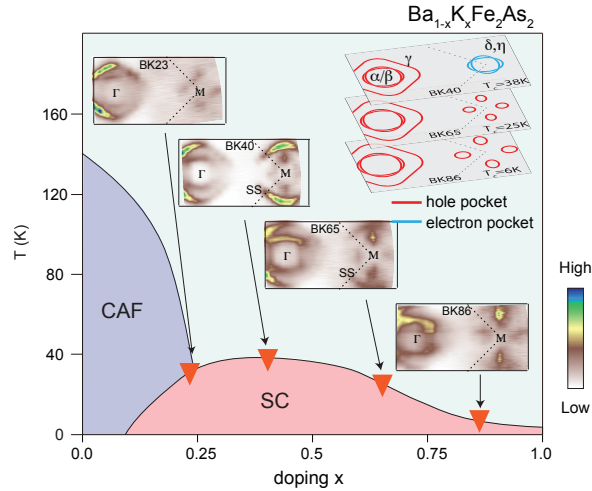 Ba1-xKxFe2As2
BK23
Γ
M
BK40
Γ
M
SS
BK65
Γ
M
SS
BK86
Γ
M
γ
α/β
δ,η
BK40
Tc=38K
BK65
Tc=25K
BK86
Tc=6K
hole pocket
electron pocket
High
Low
T (K)
160
120
80
40
0
CAF
SC
0.0
0.25
0.5
0.75
1.0
doping x